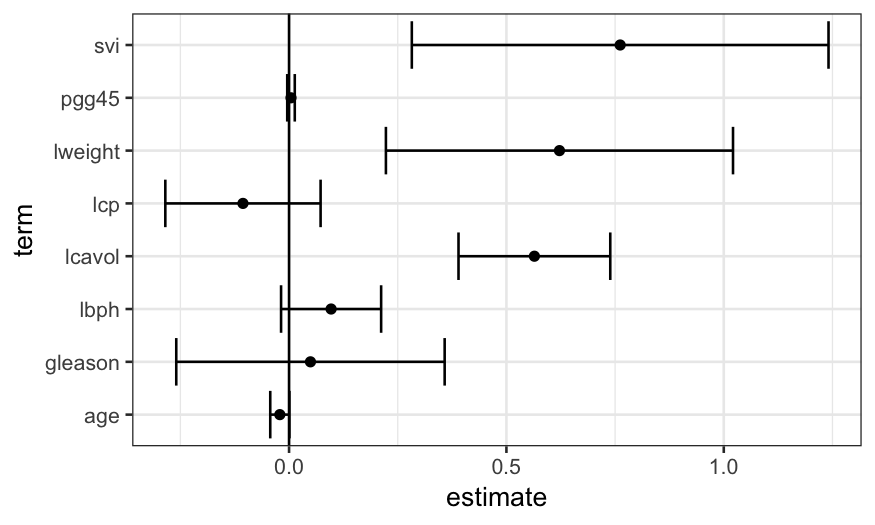 svi
pgg45
lweight
lcp
lcavol
lbph
gleason
age
term
0.0 0.5 1.0
estimate